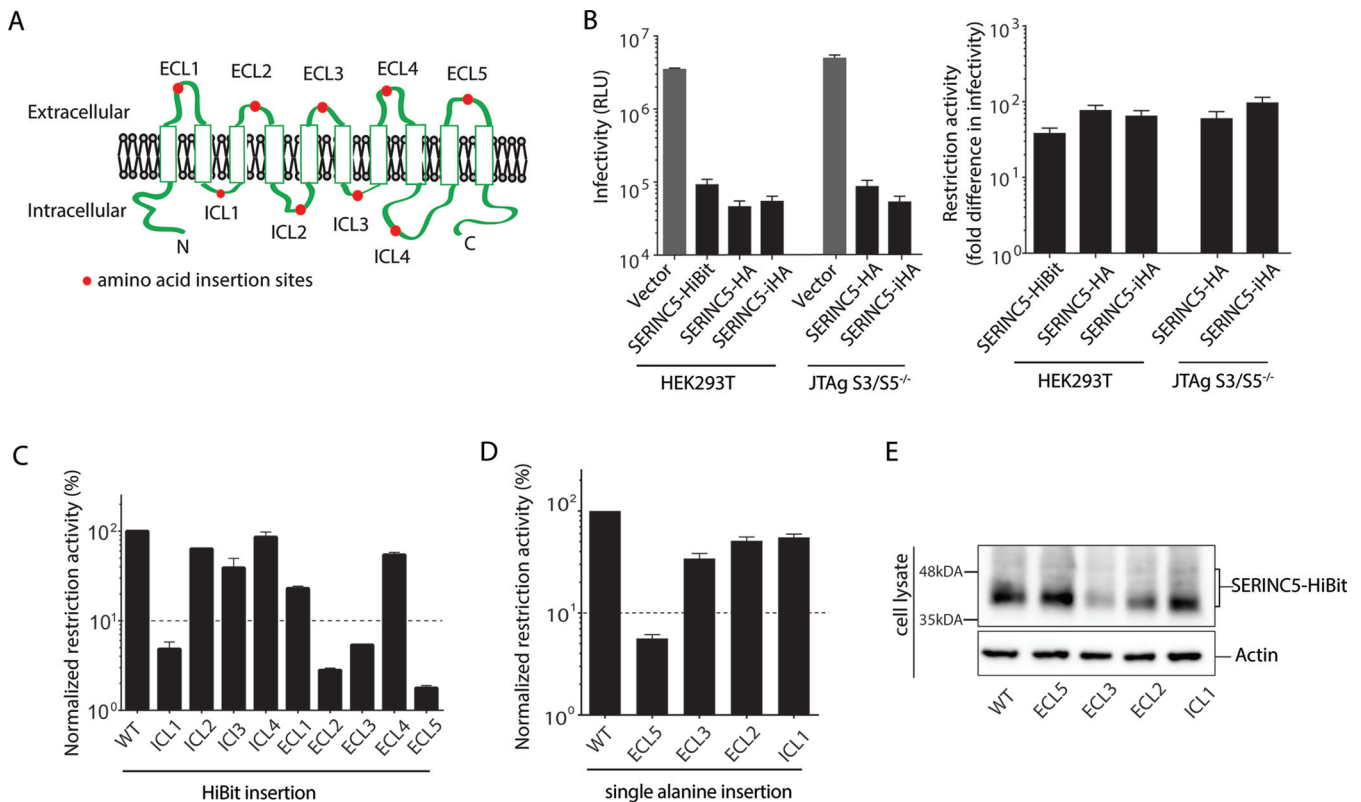 A
ECL1
ECL2
ECL3
ECL4
ECL5
Extracellular
Intracellular
ICL1
ICL2
ICL3
ICL4
N
C
amino acid insertion sites
B
Infectivity (RLU)
10^7
10^6
10^5
10^4
Vector
SERINC5-HiBit
SERINC5-HA
SERINC5-iHA
Vector
SERINC5-HA
SERINC5-iHA
HEK293T
JTAg S3/S5-/-
Restriction activity
(fold difference in infectivity)
10^3
10^2
10^1
10^0
SERINC5-HiBit
SERINC5-HA
SERINC5-iHA
SERINC5-HA
SERINC5-iHA
HEK293T
JTAg S3/S5-/-
C
Normalized restriction activity (%)
10^2
10^1
10^0
WT
ICL1
ICL2
ICl3
ICL4
ECL1
ECL2
ECL3
ECL4
ECL5
HiBit insertion
D
Normalized restriction activity (%)
10^2
10^1
10^0
WT
ECL5
ECL3
ECL2
ICL1
single alanine insertion
E
cell lysate
48kDA
35kDA
SERINC5-HiBit
Actin
WT
ECL5
ECL3
ECL2
ICL1